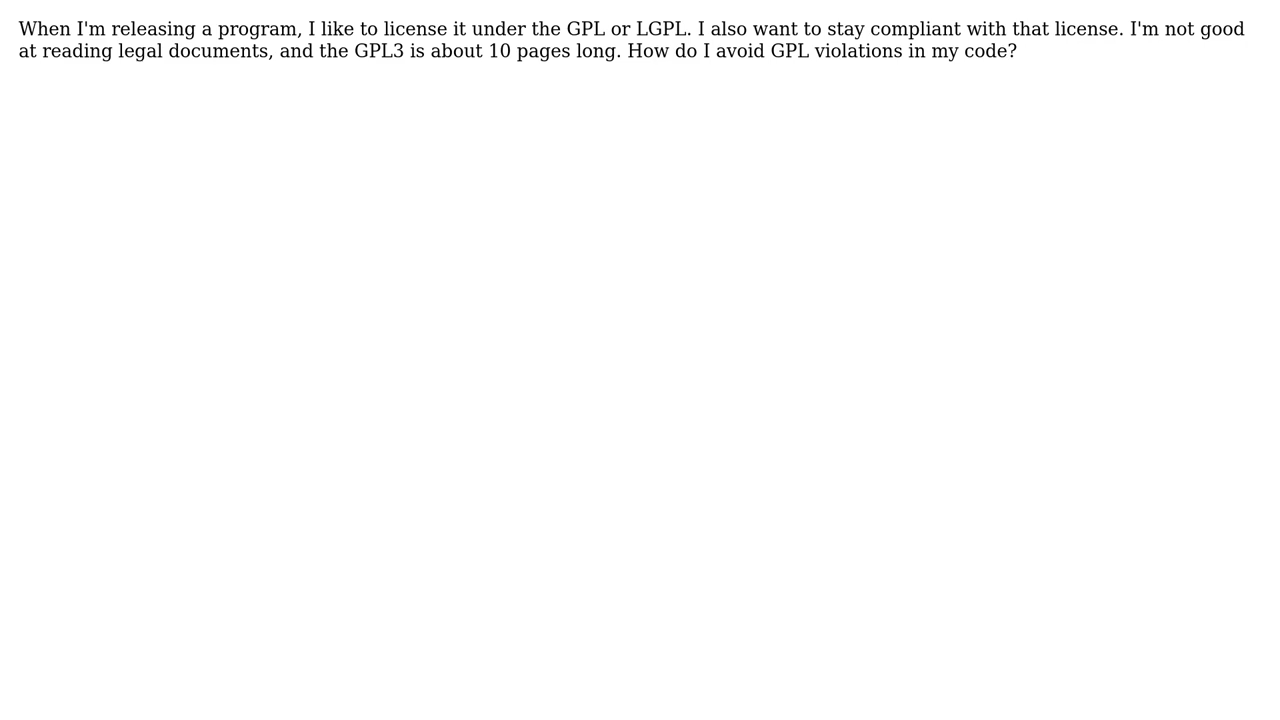 When I'm releasing a program, I like to license it under the GPL or LGPL. I also want to stay compliant with that license. I'm not good
at reading legal documents, and the GPL3 is about 10 pages long. How do I avoid GPL violations in my code?